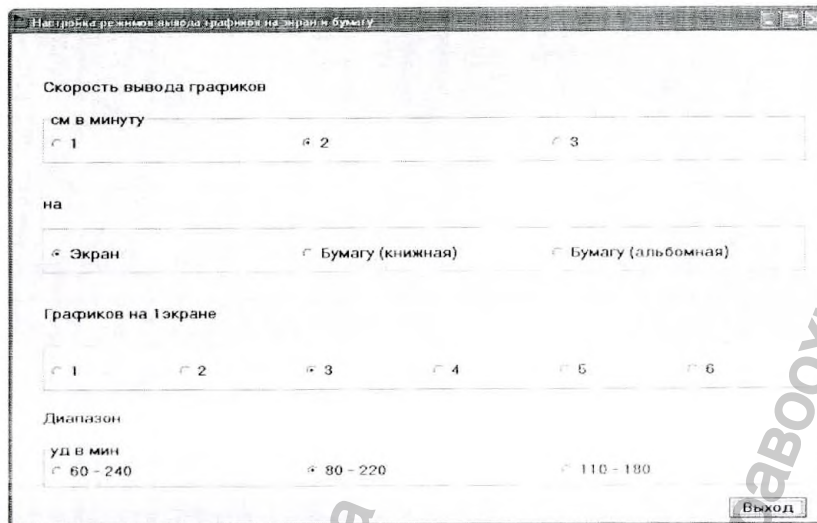 Настройка режимов вывода графиков на экран и бумагу
Скорость вывода графиков
см в минуту
1 2 3
на
Экран Бумагу (книжная) Бумагу (альбомная)
Графиков на 1экране
1 2 3 4 5 6
Диапазон
уд в мин
60 - 240 80 - 220 110 - 180
Выход